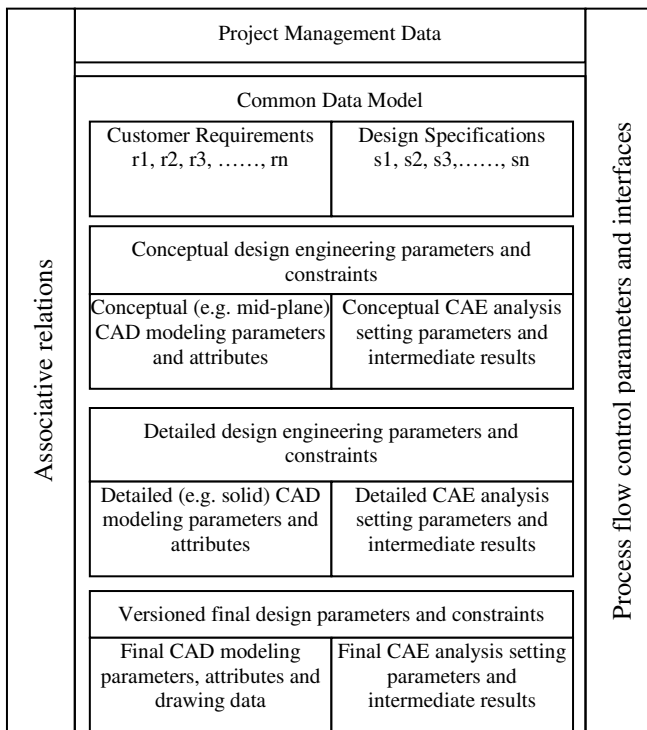 Project Management Data
Common Data Model
Customer Requirements
r1, r2, r3, ……, rn
Design Specifications
s1, s2, s3,……, sn
Conceptual design engineering parameters and
constraints
Conceptual (e.g. mid-plane)
CAD modeling parameters
and attributes
Conceptual CAE analysis
setting parameters and
intermediate results
Detailed design engineering parameters and
constraints
Detailed (e.g. solid) CAD
modeling parameters and
attributes
Detailed CAE analysis
setting parameters and
intermediate results
Versioned final design parameters and constraints
Final CAD modeling
parameters, attributes and
drawing data
Final CAE analysis setting
parameters and
intermediate results
Associative relations
Process flow control parameters and interfaces